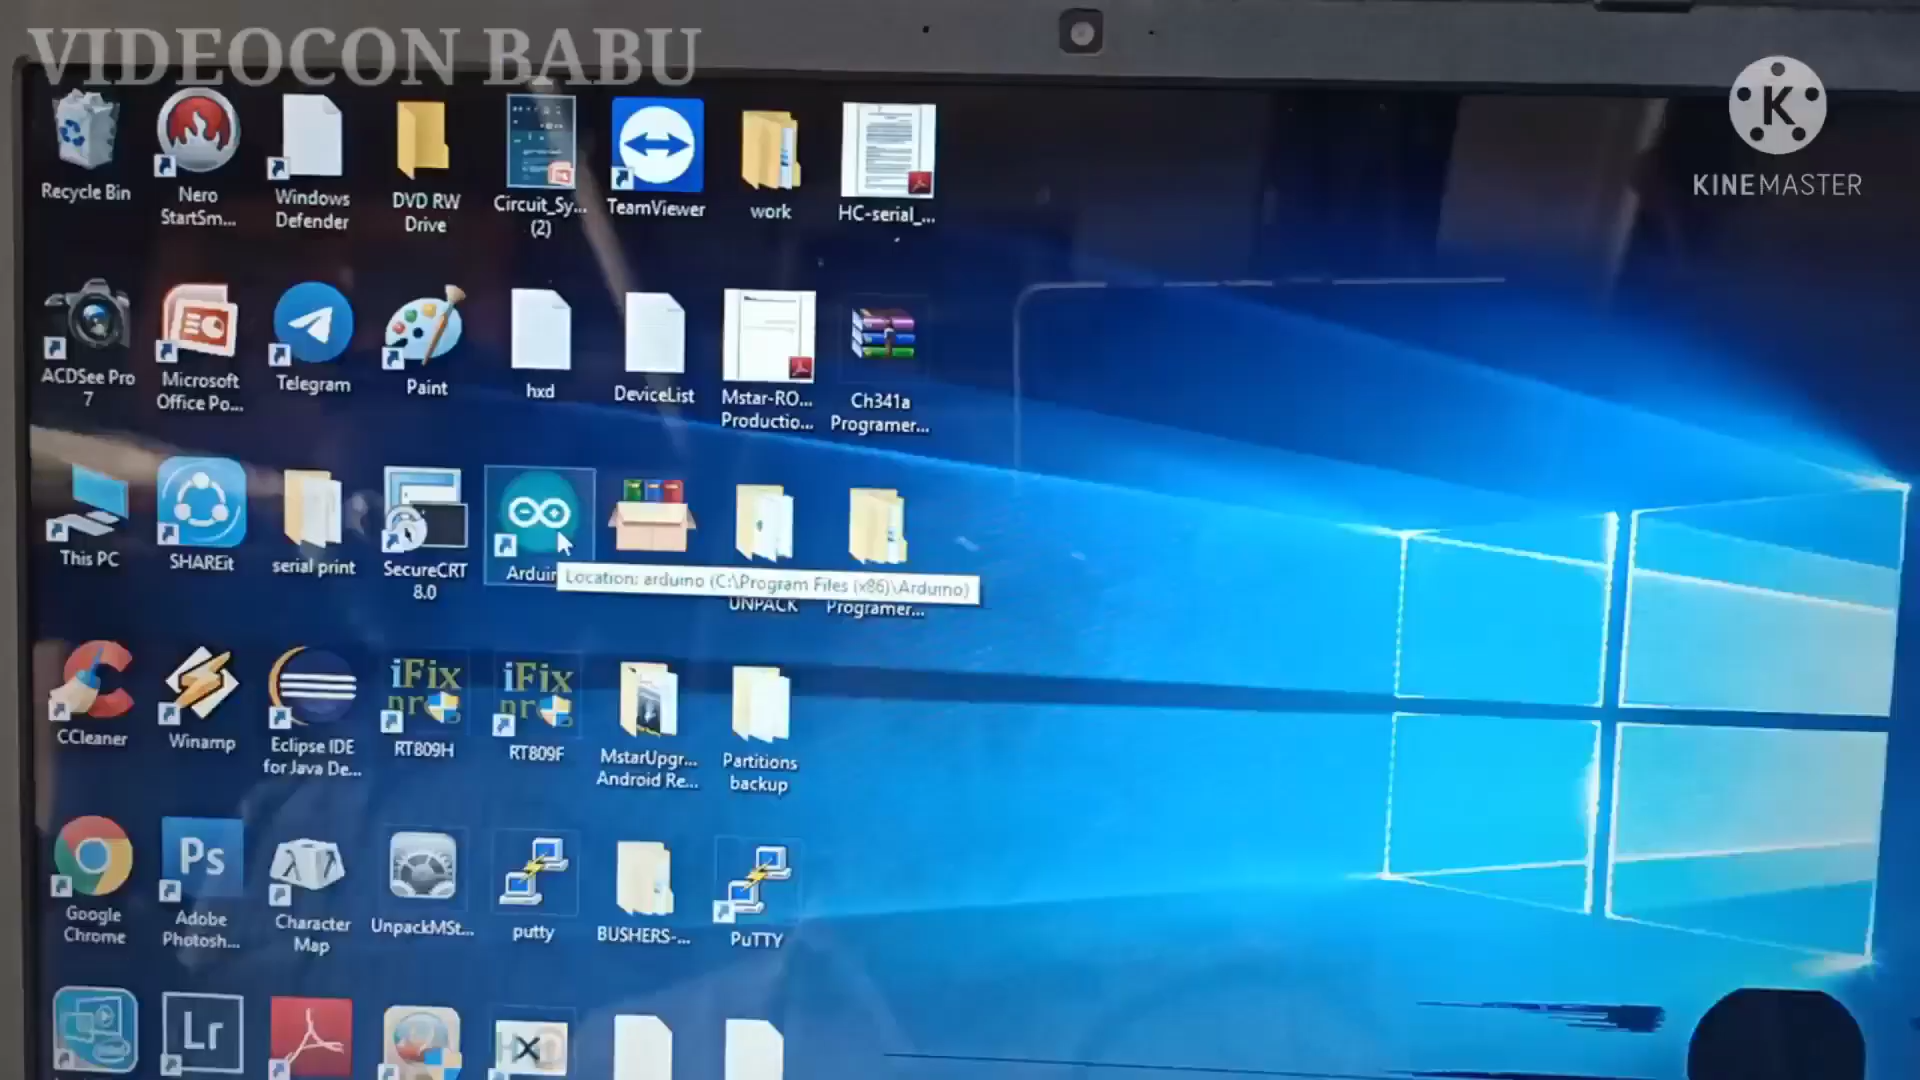 VIDEOCON BABU
K
KINEMASTER
Recycle Bin
Nero
StartSm...
Windows
Defender
DVD RW
Drive
Circuit_Sy...
(2)
TeamViewer
work
HC-serial_...
ACDSee Pro
7
Microsoft
Office Po...
Telegram
Paint
hxd
DeviceList
Mstar-RO...
Productio...
Ch341a
Programer...
This PC
SHAREit
serial print
SecureCRT
8.0
Arduin
Location: arduino (C:\Program Files (x86)\Arduino)
UNPACK
Programer...
CCleaner
Winamp
Eclipse IDE
for Java De...
iFix
RT809H
iFix
RT809F
MstarUpgr...
Android Re...
Partitions
backup
Google
Chrome
Ps
Adobe
Photosh...
Character
Map
UnpackMSt...
putty
BUSHERS-...
PuTTY
Lr